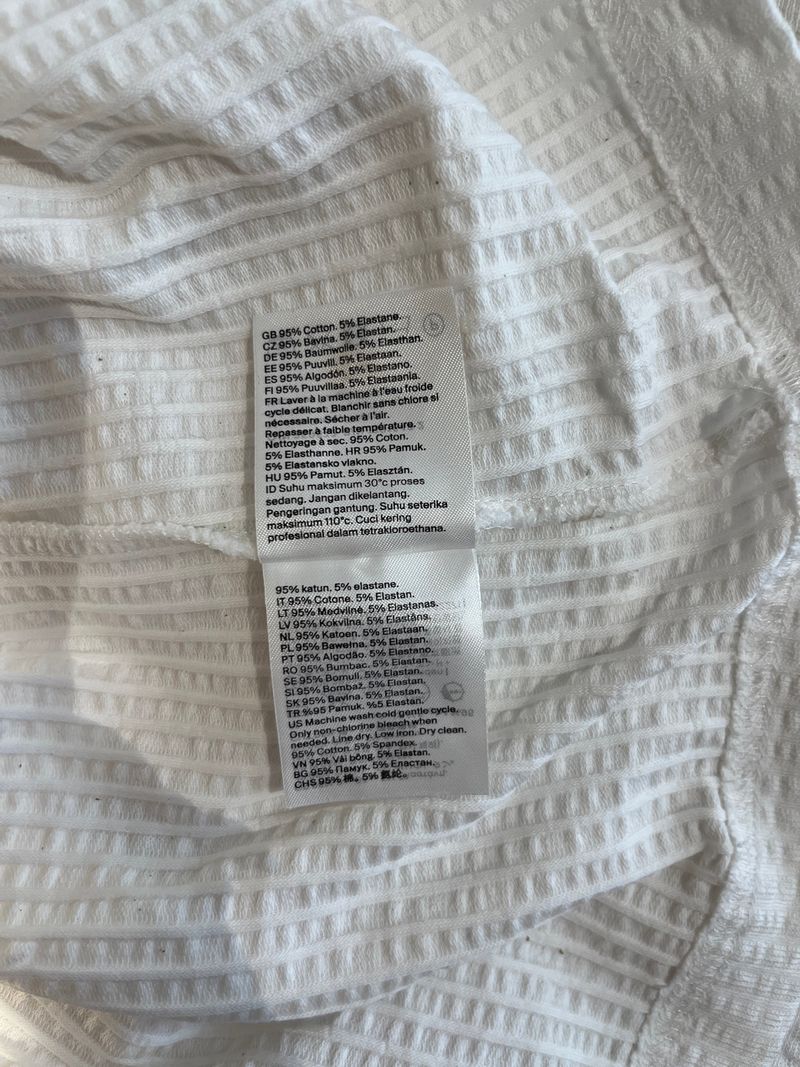 GB 95% Cotton. 5% Elastane.
CZ 95% Bavlna. 5% Elastan.
DE 95% Baumwolle. 5% Elasthan.
EE 95% Puuvill. 5% Elastaan.
ES 95% Algodón. 5% Elastano.
FI 95% Puuvillaa. 5% Elastaania.
FR Laver à la machine à l'eau froide
cycle délicat. Blanchir sans chlore si
nécessaire. Sécher à l'air.
Repasser à faible température.
Nettoyage à sec. 95% Coton.
5% Elasthanne. HR 95% Pamuk.
5% Elastansko vlakno.
HU 95% Pamut. 5% Elasztán.
ID Suhu maksimum 30°c proses
sedang. Jangan dikelantang.
Pengeringan gantung. Suhu seterika
maksimum 110°c. Cuci kering
profesional dalam tetrakloroethana.
95% katun. 5% elastane.
IT 95% Cotone. 5% Elastan.
LT 95% Medvilnė. 5% Elastanas.
LV 95% Kokvilna. 5% Elastāns.
NL 95% Katoen. 5% Elastaan.
PL 95% Bawełna. 5% Elastan.
PT 95% Algodão. 5% Elastano.
RO 95% Bumbac. 5% Elastan.
SE 95% Bomull. 5% Elastan.
SI 95% Bombaž. 5% Elastan.
SK 95% Bavlna. 5% Elastan.
TR %95 Pamuk. %5 Elastan.
US Machine wash cold gentle cycle.
Only non-chlorine bleach when
needed. Line dry. Low iron. Dry clean.
95% Cotton. 5% Spandex.
VN 95% Vải bông. 5% Elastan.
BG 95% Памук. 5% Еластан.
CHS 95% 棉。5% 氨纶。